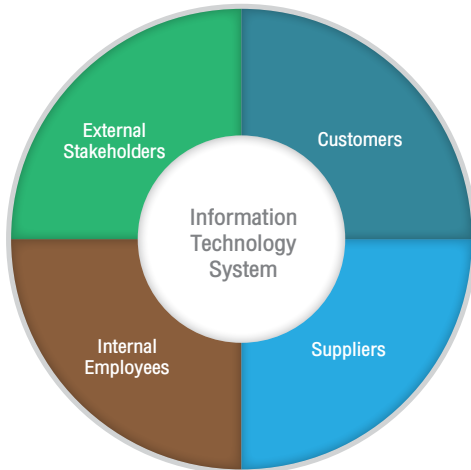 External
Stakeholders
Customers
Information
Technology
System
Internal
Employees
Suppliers